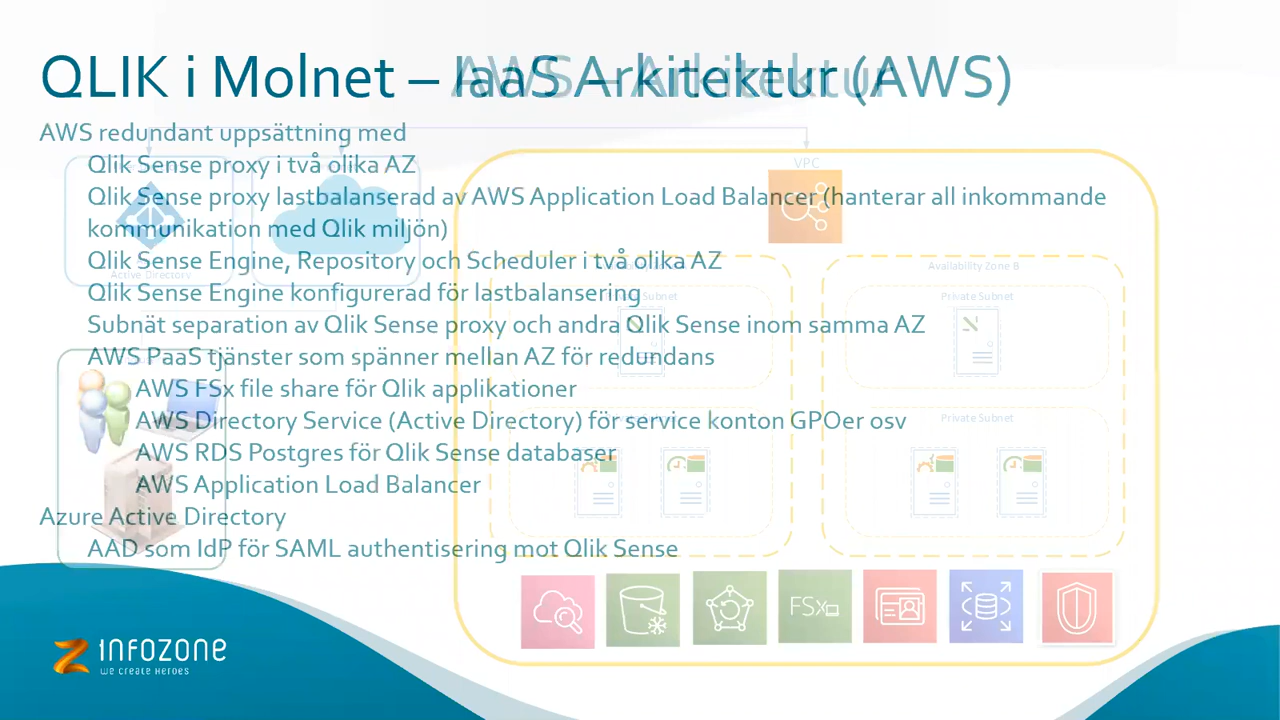 QLIK i Molnet – IaaS Arkitektur (AWS)
AWS – Arkitektur
AWS redundant uppsättning med
Qlik Sense proxy i två olika AZ
VPC
Qlik Sense proxy lastbalanserad av AWS Application Load Balancer (hanterar all inkommande
kommunikation med Qlik miljön)
Qlik Sense Engine, Repository och Scheduler i två olika AZ
Availability Zone B
Active Directory
Qlik Sense Engine konfigurerad för lastbalansering
Private Subnet
Subnät separation av Qlik Sense proxy och andra Qlik Sense inom samma AZ
AWS PaaS tjänster som spänner mellan AZ för redundans
AWS FSx file share för Qlik applikationer
AWS Directory Service (Active Directory) för service konton GPOer osv
Private Subnet
AWS RDS Postgres för Qlik Sense databaser
AWS Application Load Balancer
Azure Active Directory
AAD som IdP för SAML authentisering mot Qlik Sense
FSx
INFOZONE
WE CREATE HEROES